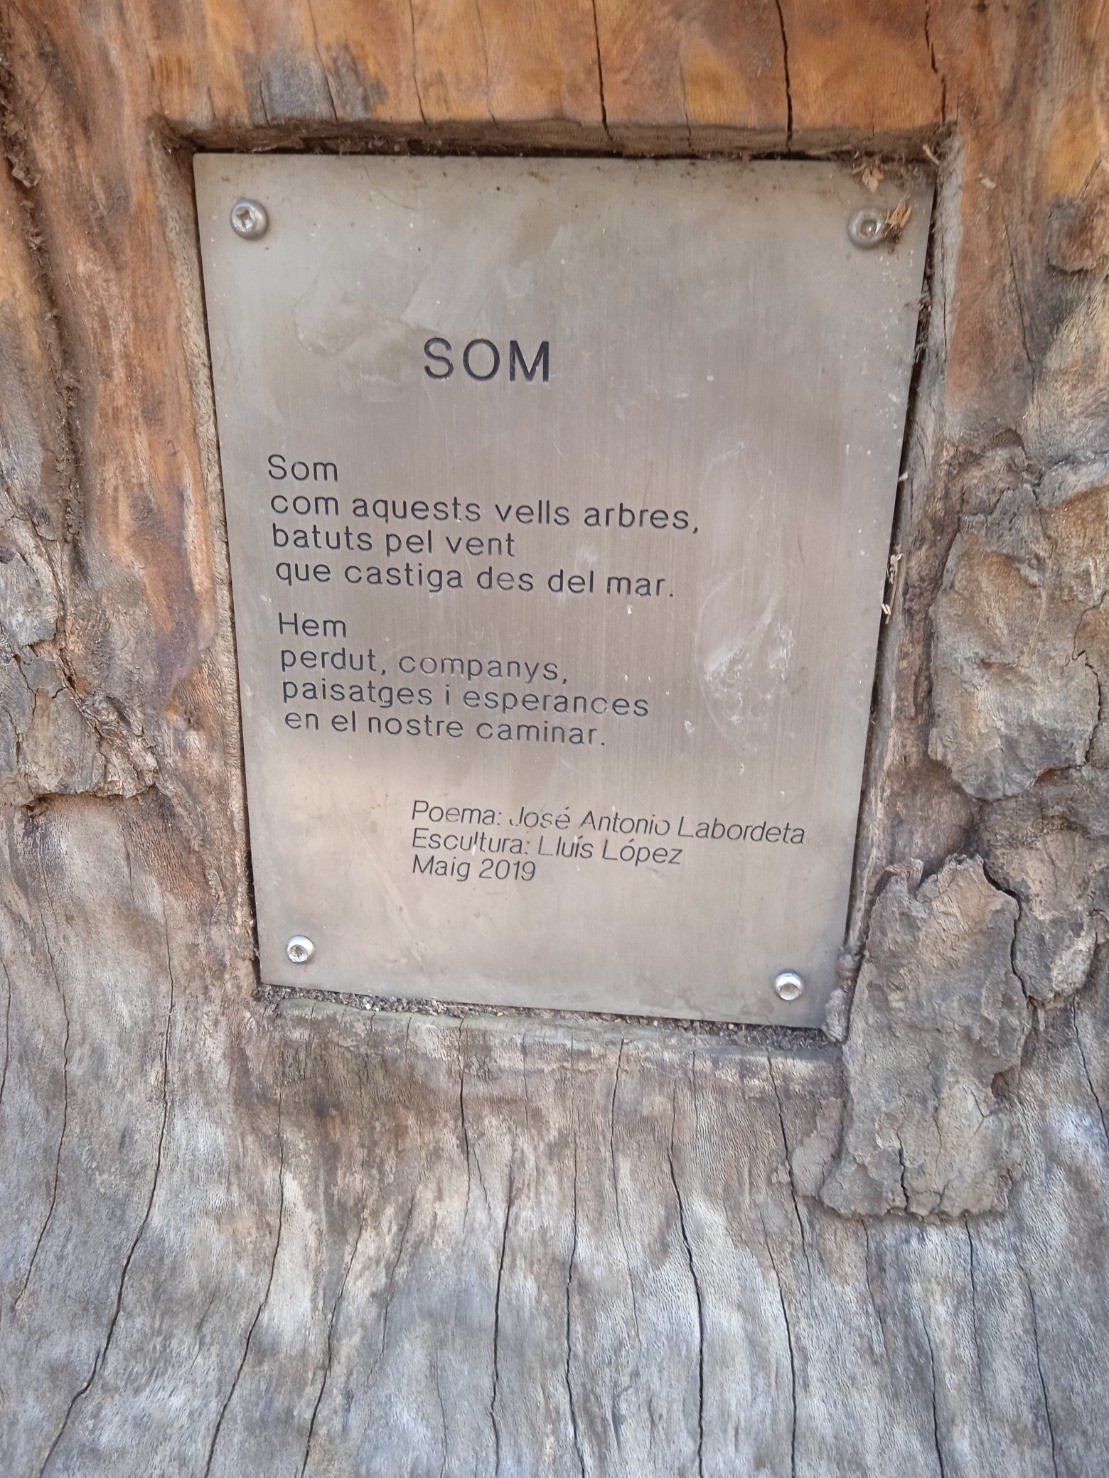 SOM
Som
com aquests vells arbres,
batuts pel vent
que castiga des del mar.
Hem
perdut, companys,
paisatges i esperances
en el nostre caminar.
Poema: José Antonio Labordeta
Escultura: Lluís López
Maig 2019